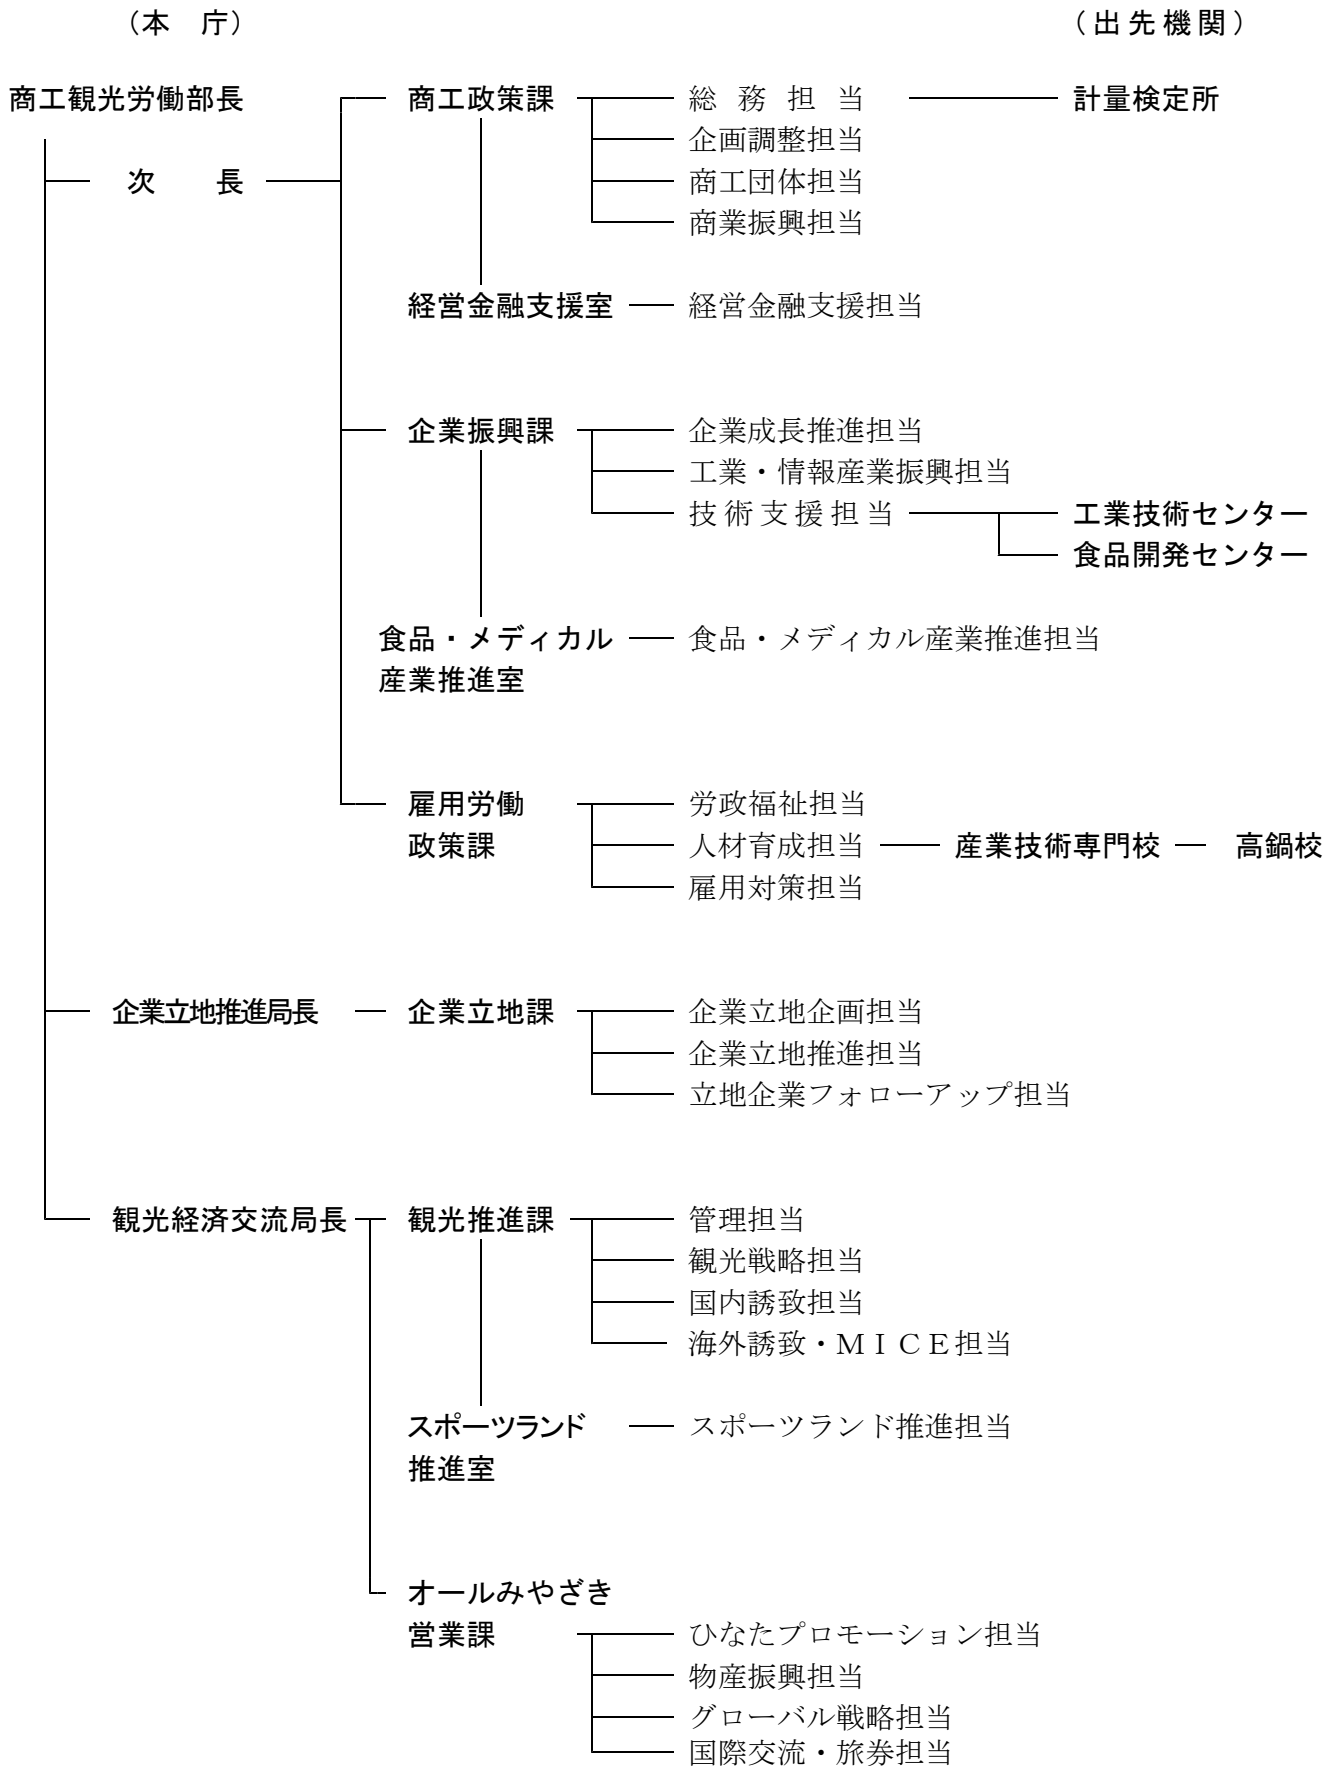 （本　庁）　（出先機関）
商工観光労働部長　商工政策課　総務担当　計量検定所
企画調整担当
次　長　商工団体担当
商業振興担当
経営金融支援室　経営金融支援担当
企業振興課　企業成長推進担当
工業・情報産業振興担当
技術支援担当　工業技術センター
食品開発センター
食品・メディカル　食品・メディカル産業推進担当
産業推進室
雇用労働　労政福祉担当
政策課　人材育成担当　産業技術専門校　高鍋校
雇用対策担当
企業立地推進局長　企業立地課　企業立地企画担当
企業立地推進担当
立地企業フォローアップ担当
観光経済交流局長　観光推進課　管理担当
観光戦略担当
国内誘致担当
海外誘致・ＭＩＣＥ担当
スポーツランド　スポーツランド推進担当
推進室
オールみやざき
営業課　ひなたプロモーション担当
物産振興担当
グローバル戦略担当
国際交流・旅券担当